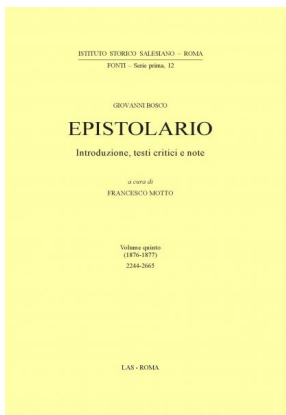 ISTITUTO STORICO SALESIANO – ROMA
FONTI – Serie prima, 12
GIOVANNI BOSCO
EPISTOLARIO
Introduzione, testi critici e note
a cura di
FRANCESCO MOTTO
Volume quinto
(1876-1877)
2244-2665
LAS - ROMA